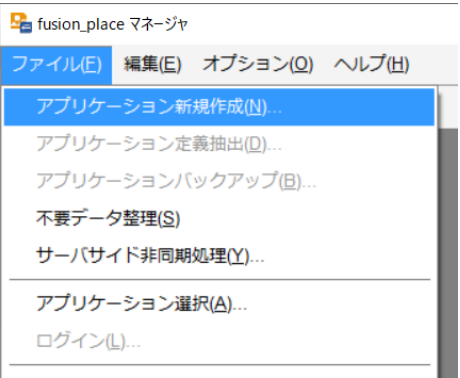 fusion_place マネージャ
ファイル(F) 編集(E) オプション(O) ヘルプ(H)
アプリケーション新規作成(N)...
アプリケーション定義抽出(D)...
アプリケーションバックアップ(B)...
不要データ整理(S)
サーバサイド非同期処理(Y)...
アプリケーション選択(A)...
ログイン(L)...